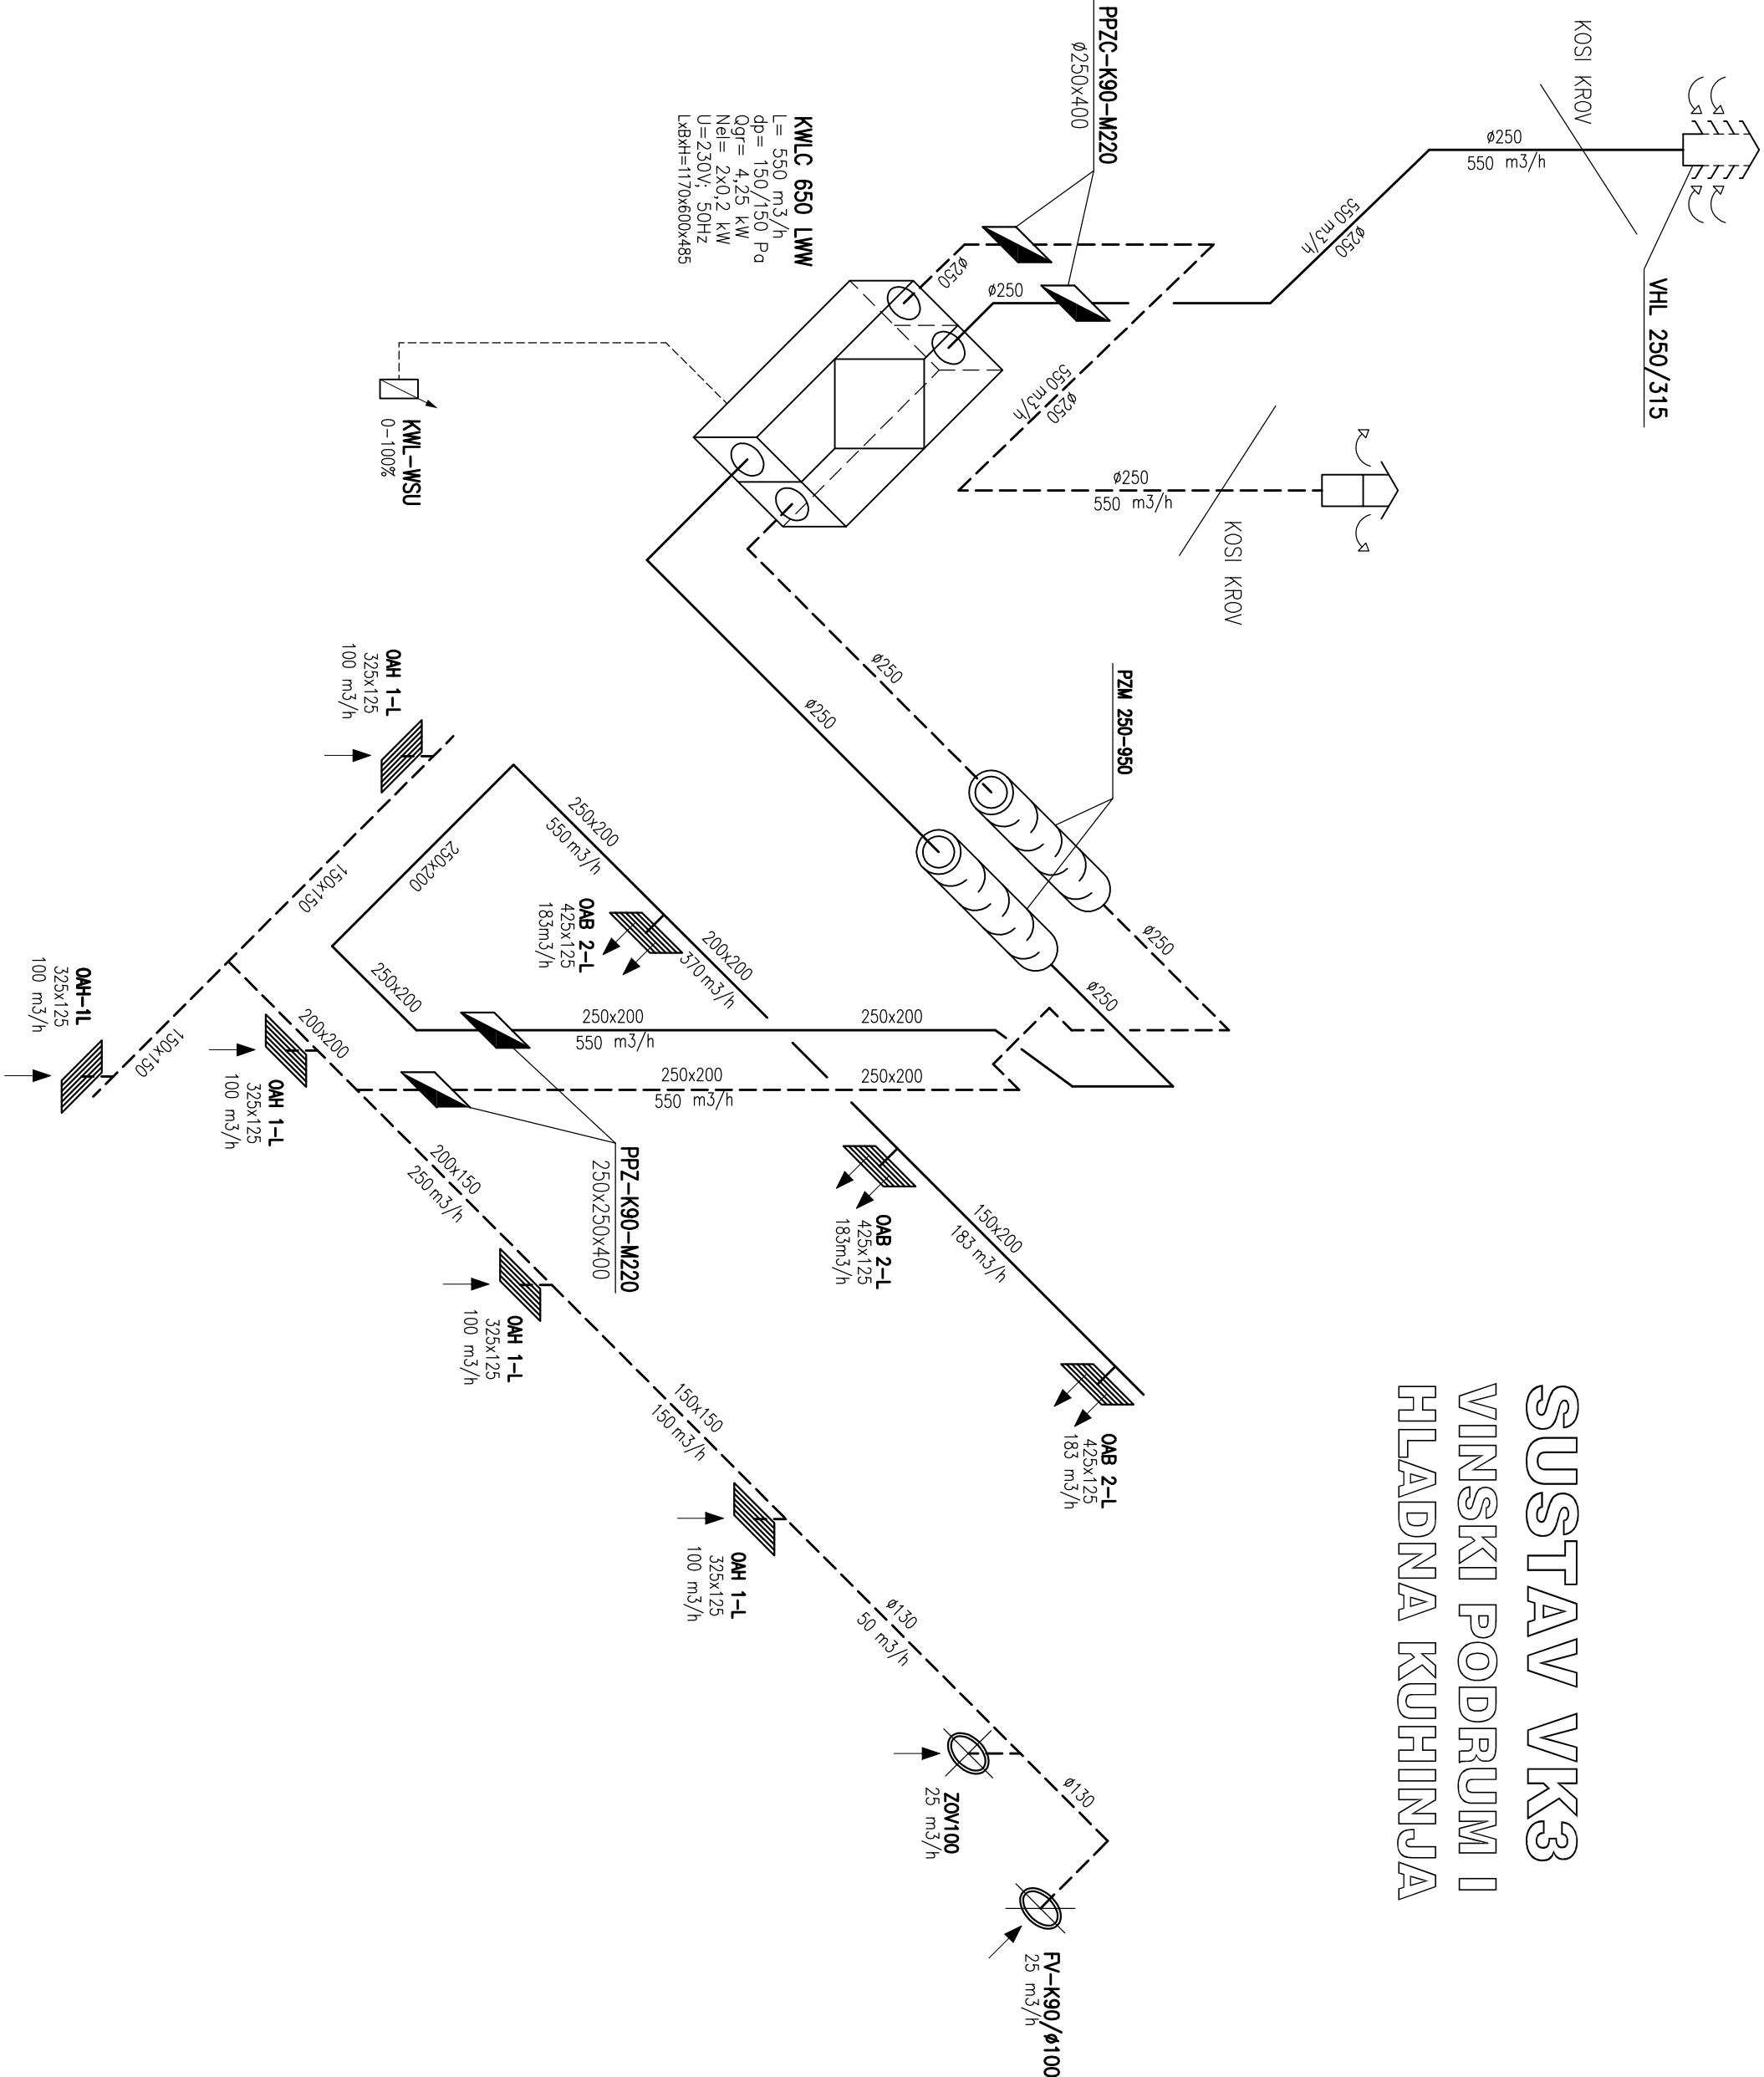 SUSTAV VK3
VINSKI PODRUMI I
HLADNA KUHINJA
VHL 250/315
KOSI KROV
ø250
550 m3/h
550 m3/h
ø250
PPZC-K90-M220
ø250x400
KOSI KROV
ø250
550 m3/h
550 m3/h
ø250
ø250
ø250
KWLC 650 LWW
L= 550 m3/h
dp= 150/150 Pa
Qgr= 4,25 kW
Nel= 2x0,2 kW
U=230V; 50Hz
LxBxH=1170x600x485
KWL-WSU
0-100%
PZM 250-950
ø250
ø250
ø250
ø250
250x200
550 m3/h
250x200
250x200
200x200
370 m3/h
OAB 2-L
425x125
183m3/h
250x200
550 m3/h
250x200
250x200
550 m3/h
250x200
PPZ-K90-M220
250x250x400
OAB 2-L
425x125
183m3/h
150x200
183 m3/h
OAB 2-L
425x125
183 m3/h
OAH 1-L
325x125
100 m3/h
150x150
OAH-1L
325x125
100 m3/h
150x150
200x200
OAH 1-L
325x125
100 m3/h
200x150
250 m3/h
OAH 1-L
325x125
100 m3/h
150x150
150 m3/h
OAH 1-L
325x125
100 m3/h
ø130
50 m3/h
ZOV100
25 m3/h
ø130
FV-K90/ø100
25 m3/h